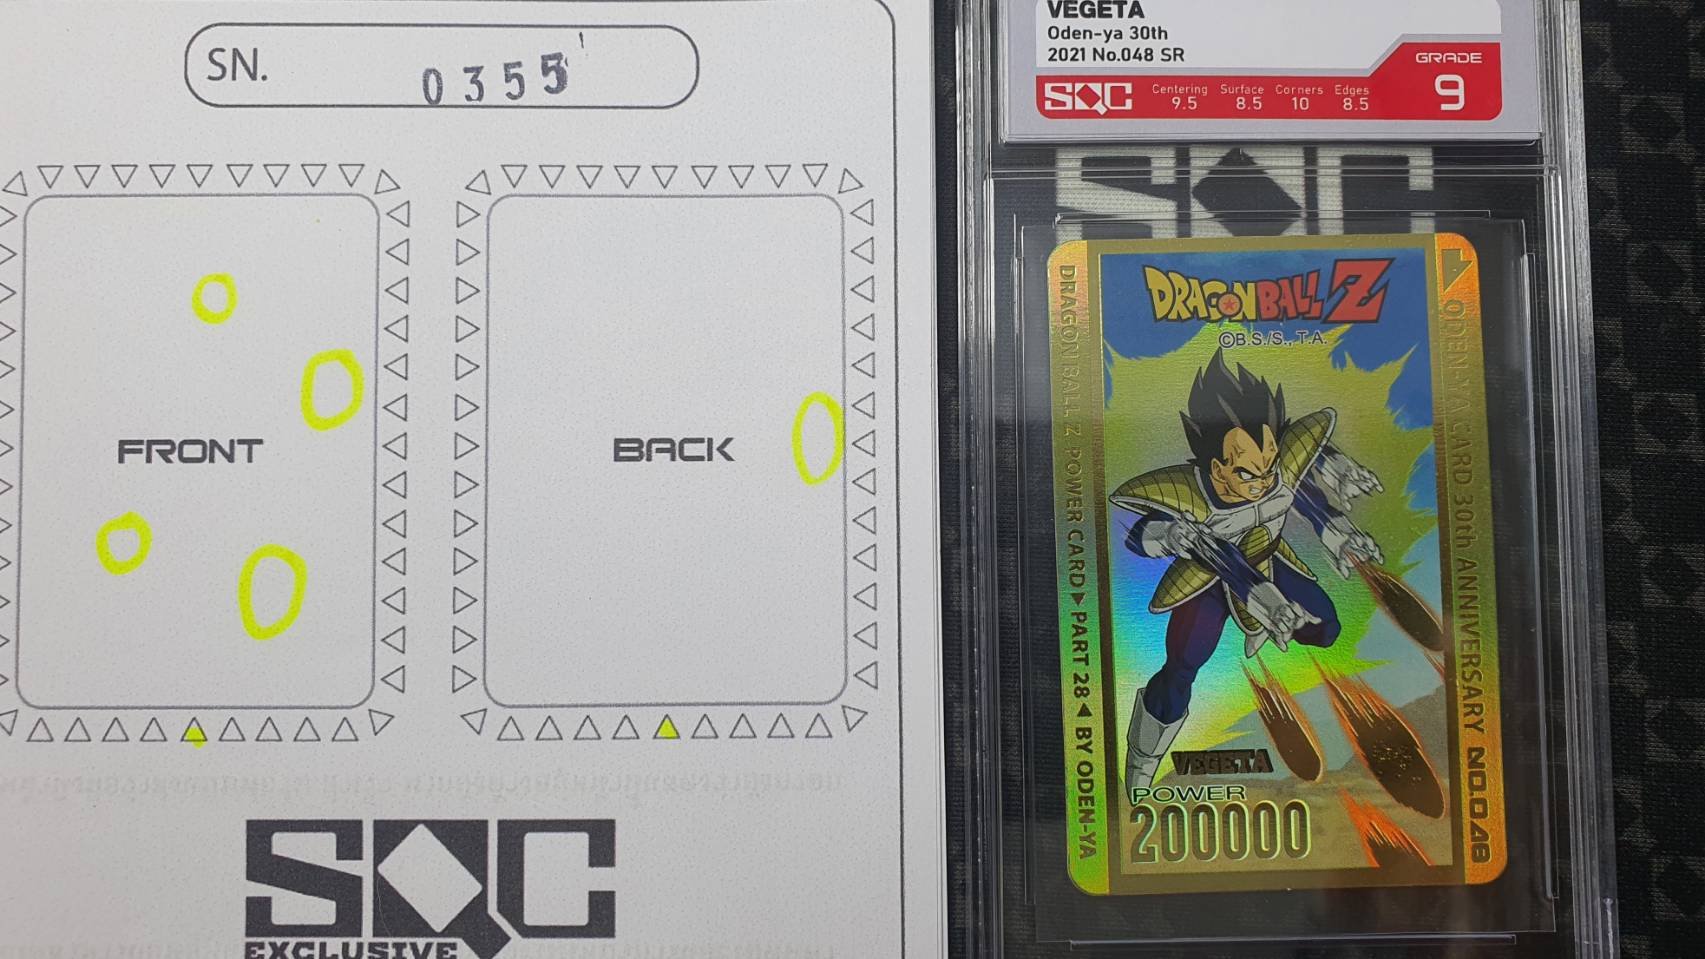 SN. 0355
FRONT
BACK
SQC
EXCLUSIVE
VEGETA
Oden-ya 30th
2021 No.048 SR
GRADE
9
SQC
Centering Surface Corners Edges
9.5 8.5 10 8.5
SQC
DRAGON BALL Z
©B.S./S., T.A.
DRAGON BALL Z POWER CARD▶ PART 28 ◀ BY ODEN-YA
ODEN-YA CARD 30th ANNIVERSARY NO.048
VEGETA
POWER
200000